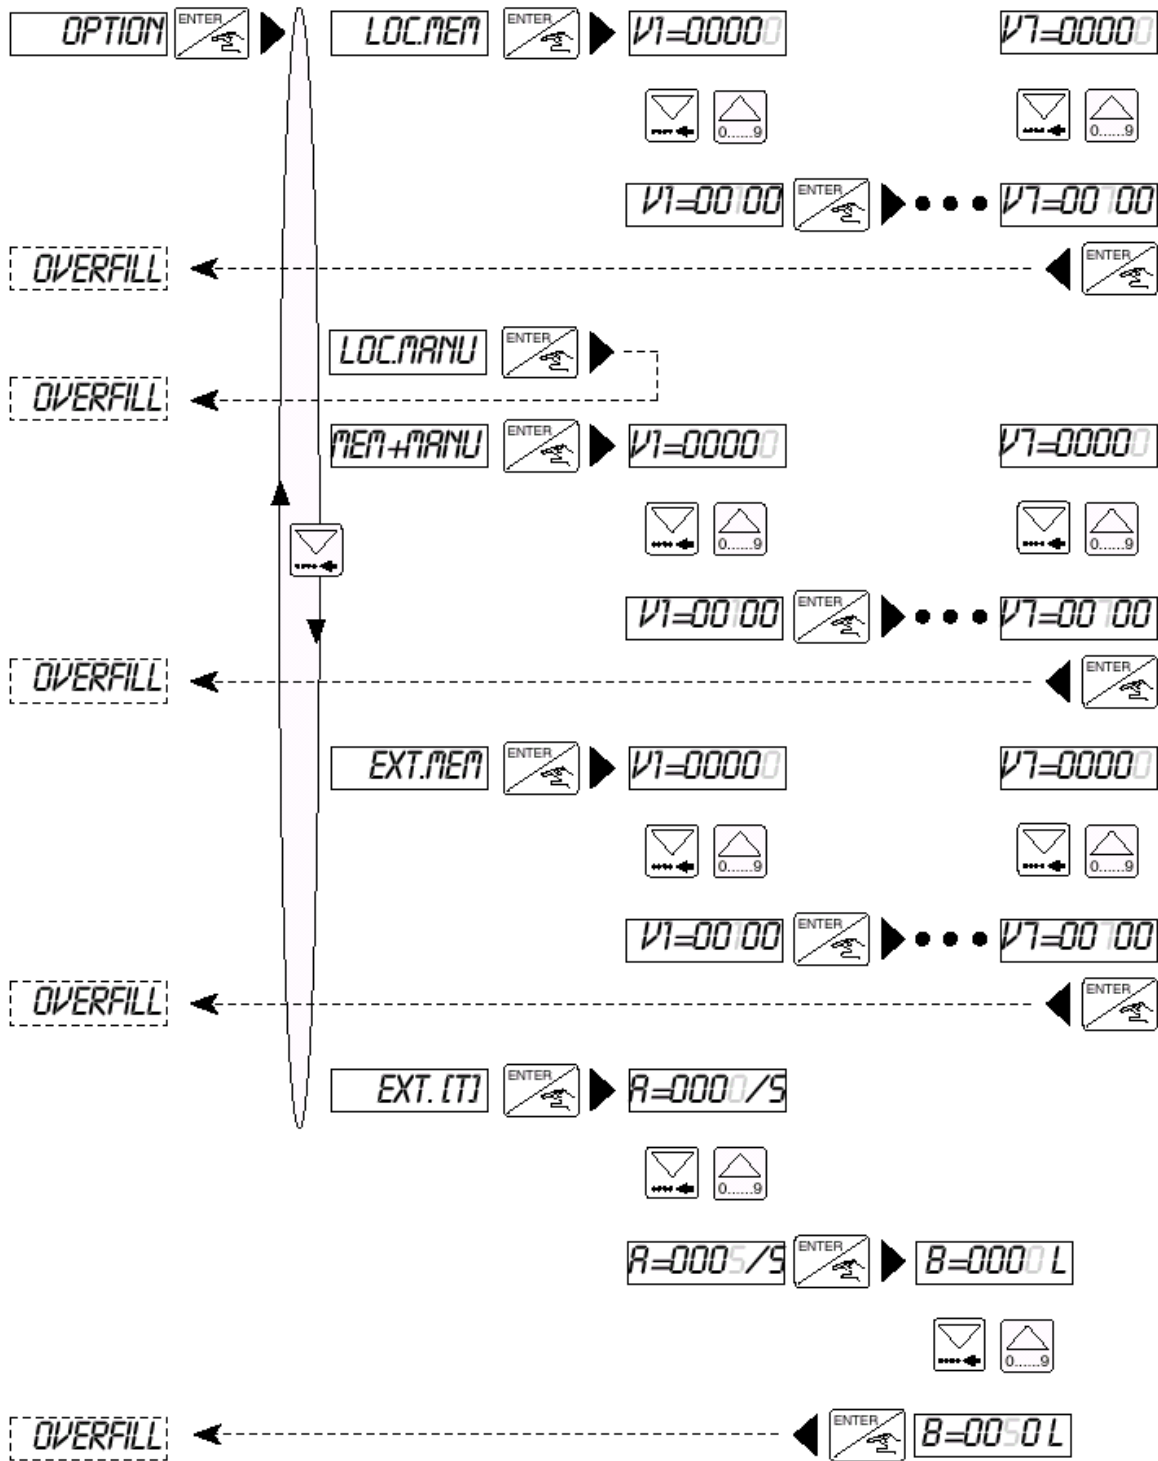 OPTION ENTER LOC.MEM ENTER V1=00000 V7=00000
0......9 0......9
V1=00100 ENTER V7=00700
OVERFILL ENTER
LOC.MANU ENTER
OVERFILL
MEM+MANU ENTER V1=00000 V7=00000
0......9 0......9
V1=00100 ENTER V7=00700
OVERFILL ENTER
EXT.MEM ENTER V1=00000 V7=00000
0......9 0......9
V1=00100 ENTER V7=00700
OVERFILL ENTER
EXT. [T] ENTER A=0000/S
0......9
A=0005/S ENTER B=0000 L
0......9
OVERFILL ENTER B=0050 L